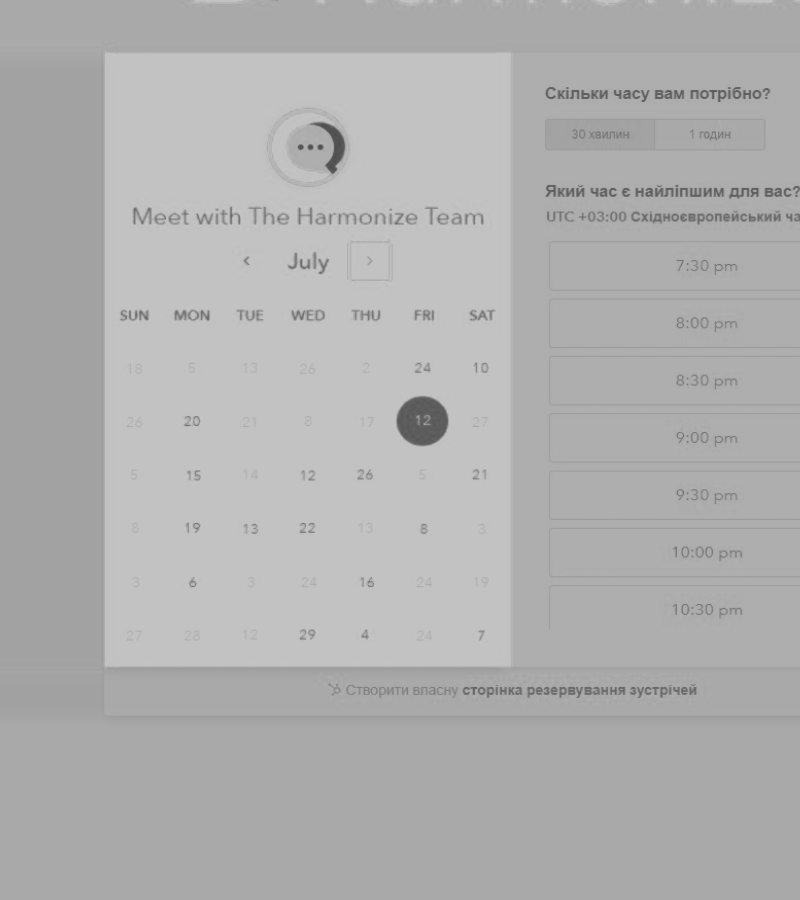 Meet with The Harmonize Team
July
SUN MON TUE WED THU FRI SAT
18 5 13 26 2 24 10
26 20 21 8 17 12 27
5 15 14 12 26 5 21
8 19 13 22 13 8 3
3 6 3 24 16 24 19
27 28 12 29 4 24 7
Скільки часу вам потрібно?
30 хвилин 1 годин
Який час є найліпшим для вас?
UTC +03:00 Східноєвропейський
7:30 pm
8:00 pm
8:30 pm
9:00 pm
9:30 pm
10:00 pm
10:30 pm
Створити власну сторінка резервування зустрічей